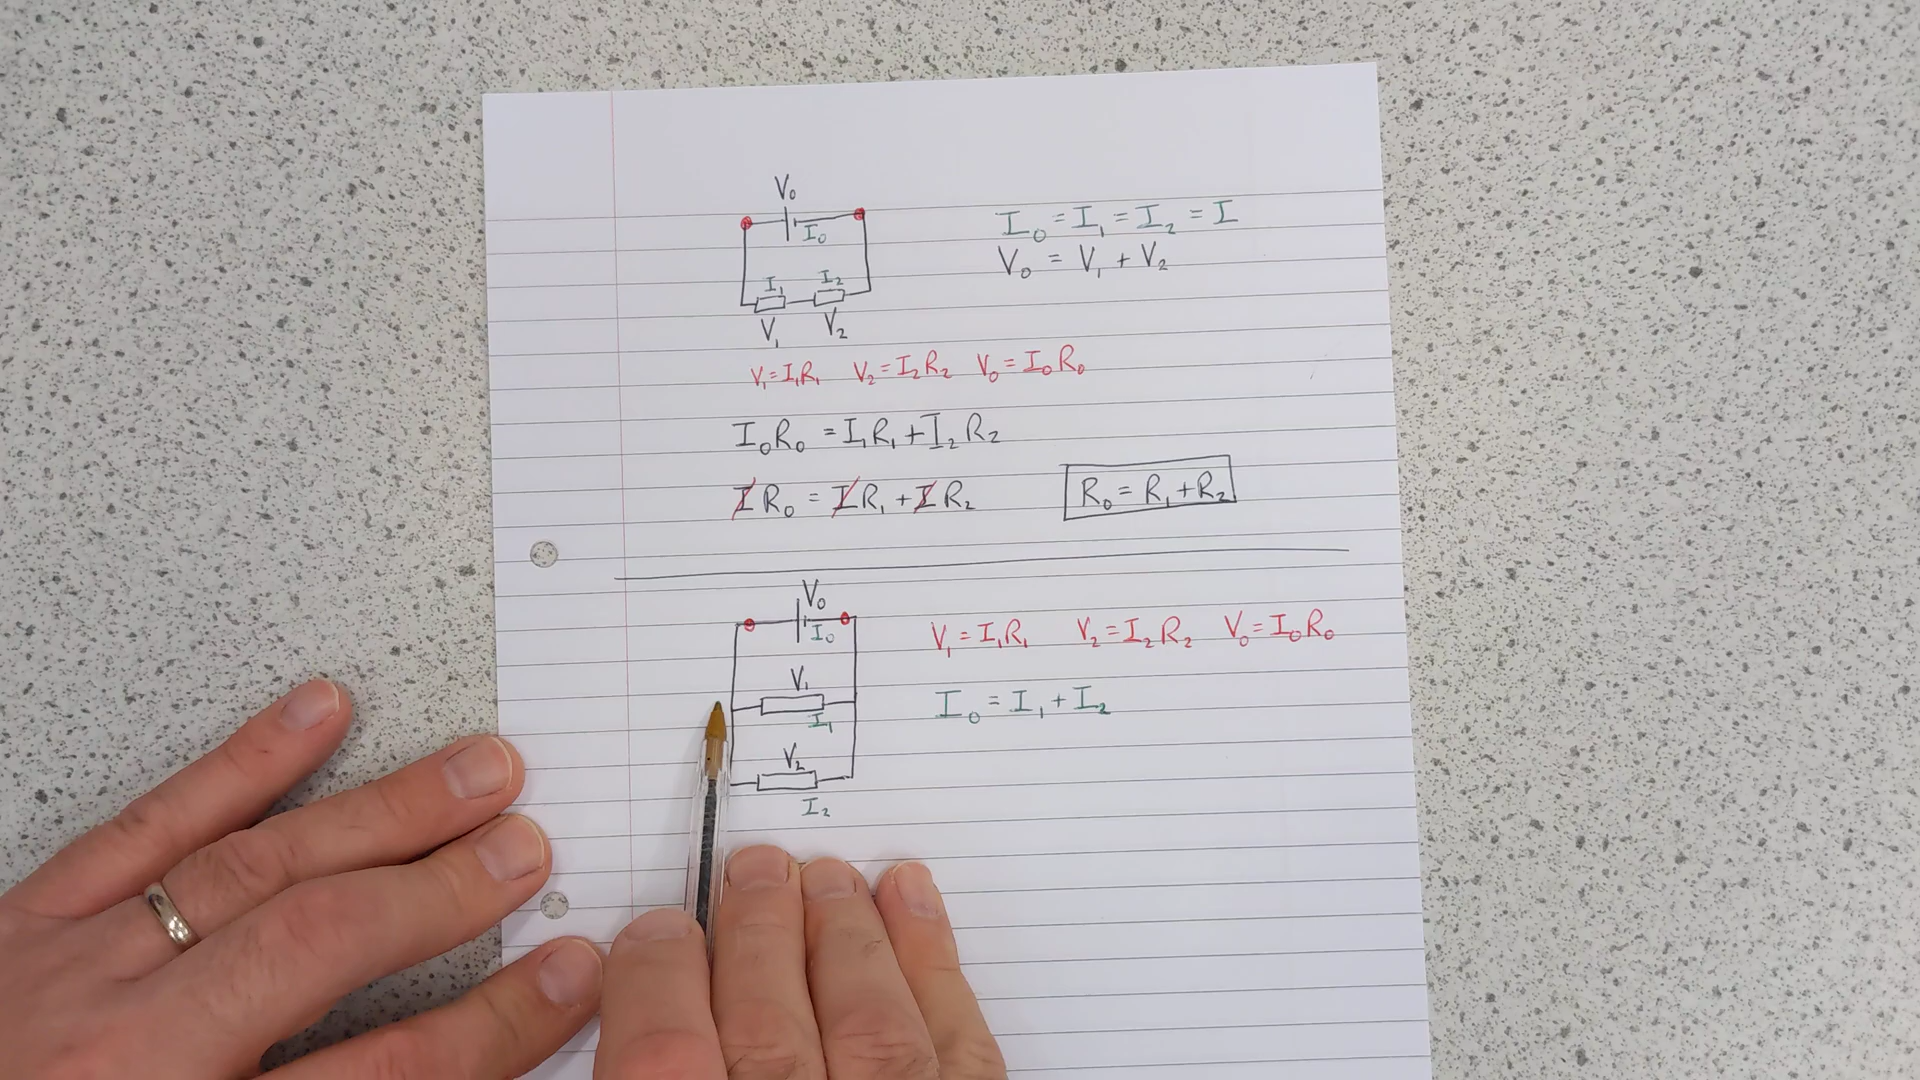 V₀
I₀
I₀ = I₁ = I₂ = I
V₀ = V₁ + V₂
I₁ I₂
V₁ V₂
V₁ = I₁R₁ V₂ = I₂R₂ V₀ = I₀R₀
I₀R₀ = I₁R₁ + I₂R₂
IR₀ = IR₁ + IR₂ R₀ = R₁ + R₂
V₀
I₀
V₁ = I₁R₁ V₂ = I₂R₂ V₀ = I₀R₀
V₁
I₁
I₀ = I₁ + I₂
V₂
I₂